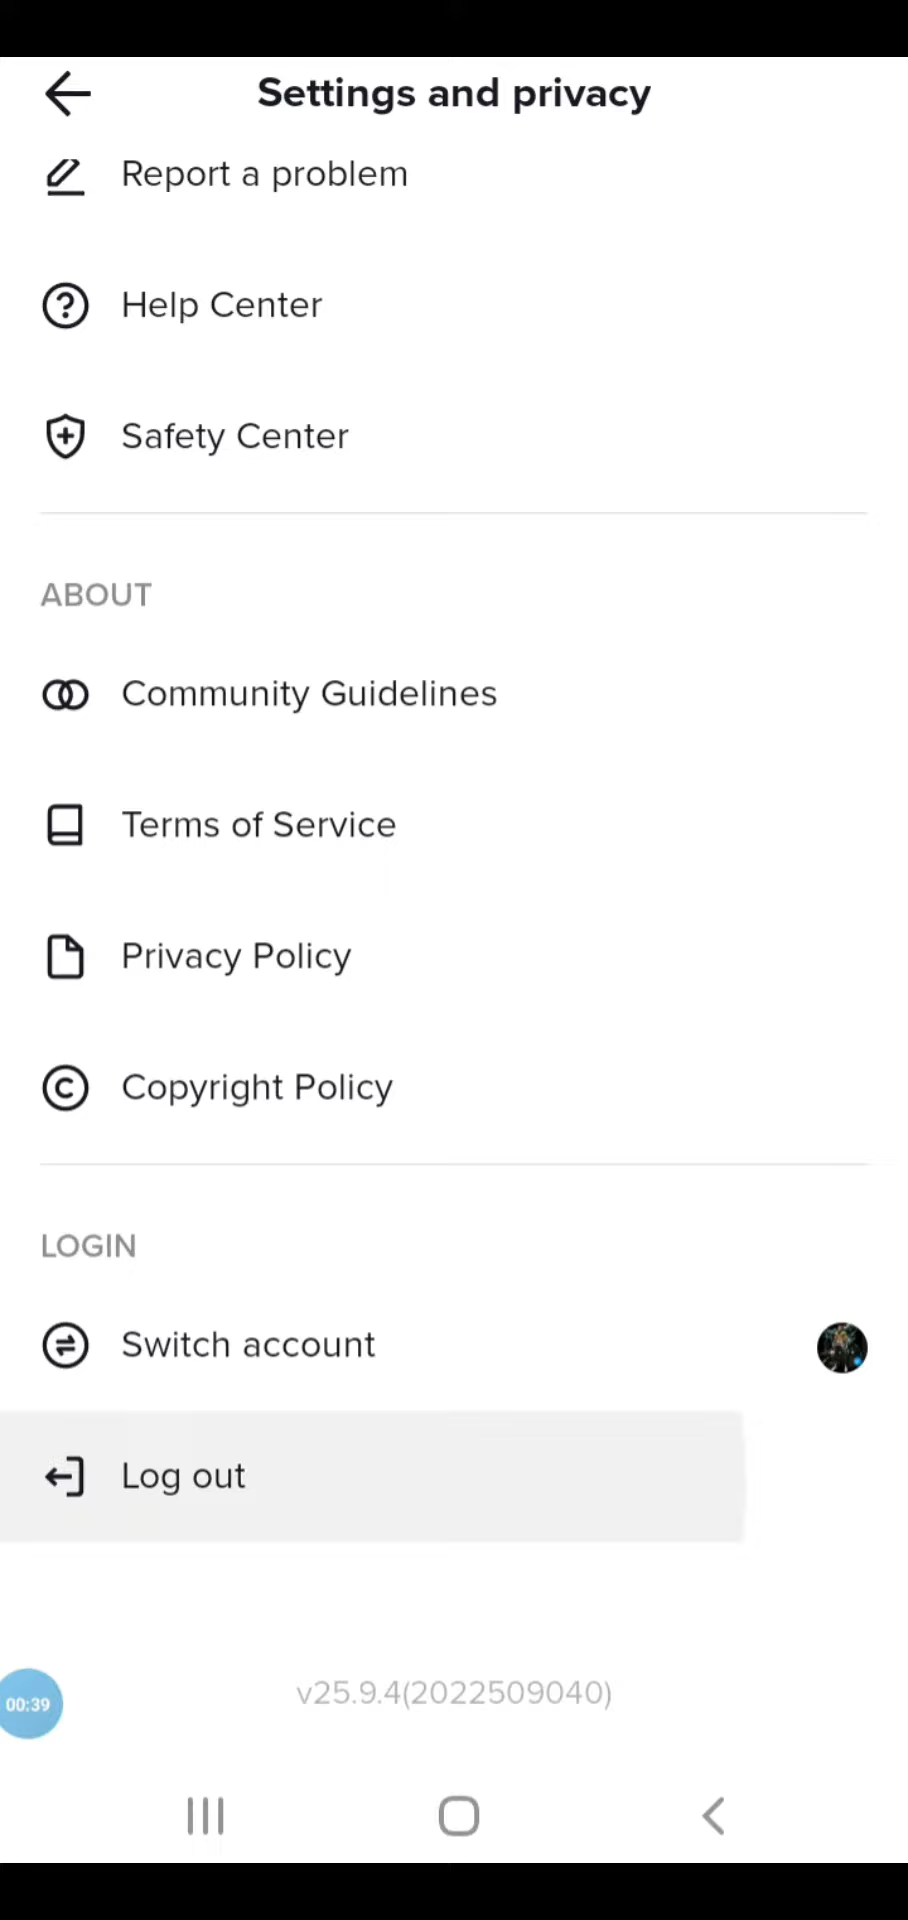 Settings and privacy
Report a problem
Help Center
Safety Center
ABOUT
Community Guidelines
Terms of Service
Privacy Policy
Copyright Policy
LOGIN
Switch account
Log out
v25.9.4(2022509040)
00:39